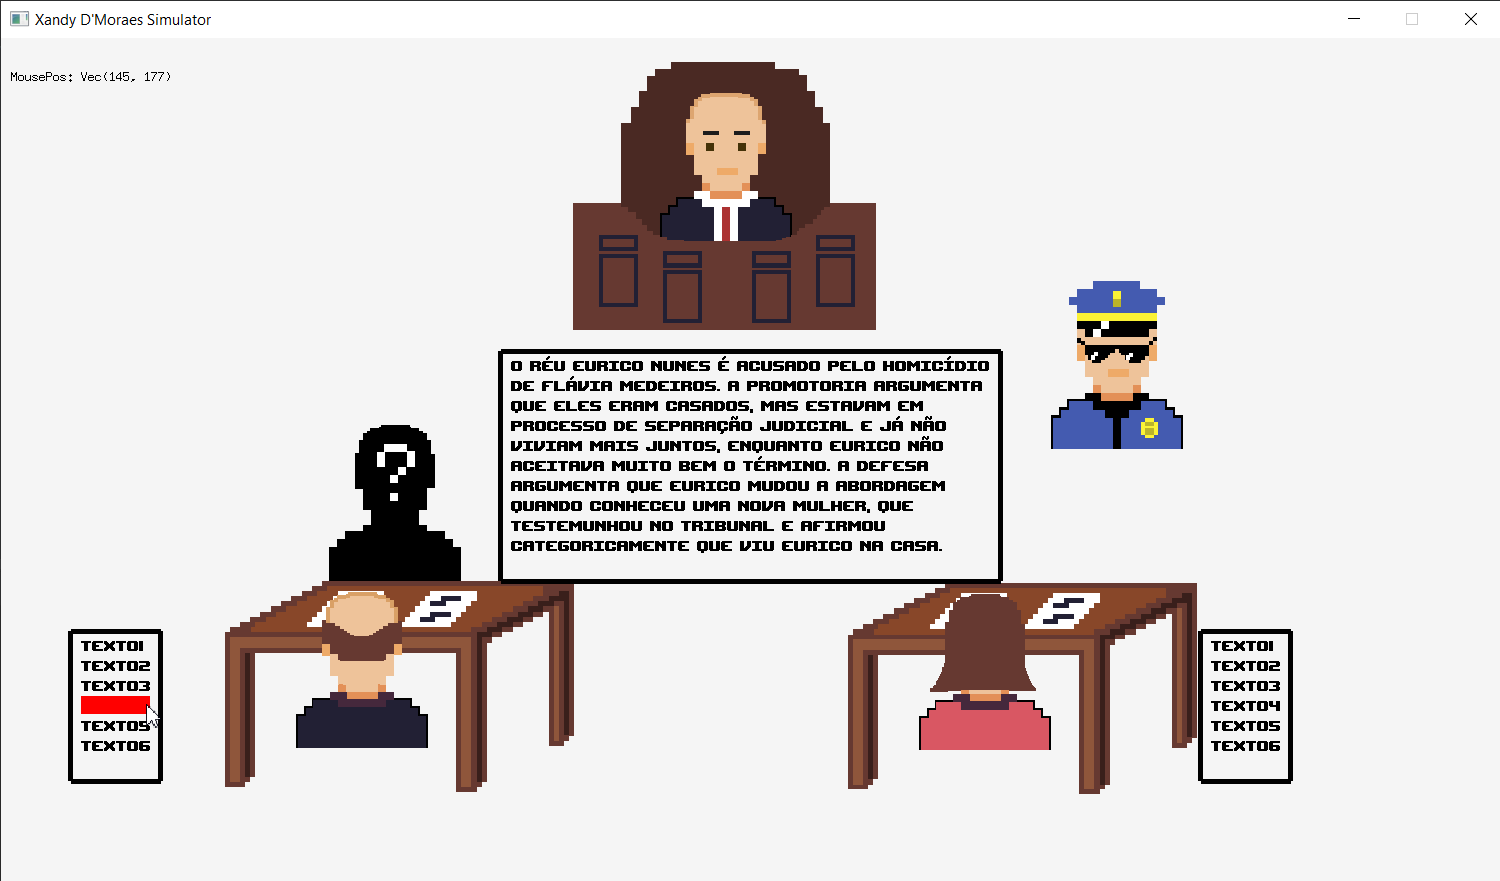 Xandy D'Moraes Simulator
MousePos: Vec(145, 177)
O RÉU EURICO NUNES É ACUSADO PELO HOMICÍDIO
DE FLÁVIA MEDEIROS. A PROMOTORIA ARGUMENTA
QUE ELES ERAM CASADOS, MAS ESTAVAM EM
PROCESSO DE SEPARAÇÃO JUDICIAL E JÁ NÃO
VIVIAM MAIS JUNTOS, ENQUANTO EURICO NÃO
ACEITAVA MUITO BEM O TÉRMINO. A DEFESA
ARGUMENTA QUE EURICO MUDOU A ABORDAGEM
QUANDO CONHECEU UMA NOVA MULHER, QUE
TESTEMUNHOU NO TRIBUNAL E AFIRMOU
CATEGORICAMENTE QUE VIU EURICO NA CASA.
?
TEXTO1
TEXTO2
TEXTO3
TEXTO5
TEXTO6
TEXTO1
TEXTO2
TEXTO3
TEXTO4
TEXTO5
TEXTO6